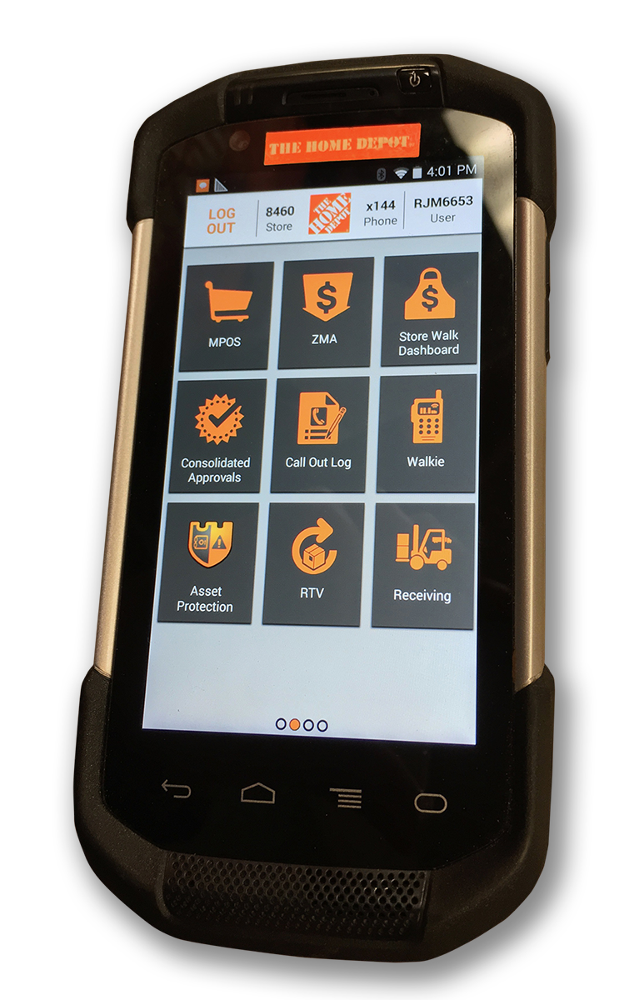 THE HOME DEPOT
4:01 PM
LOG OUT
8460
Store
THE HOME DEPOT
x144
Phone
RJM6653
User
MPOS
ZMA
Store Walk
Dashboard
Consolidated
Approvals
Call Out Log
Walkie
Asset
Protection
RTV
Receiving